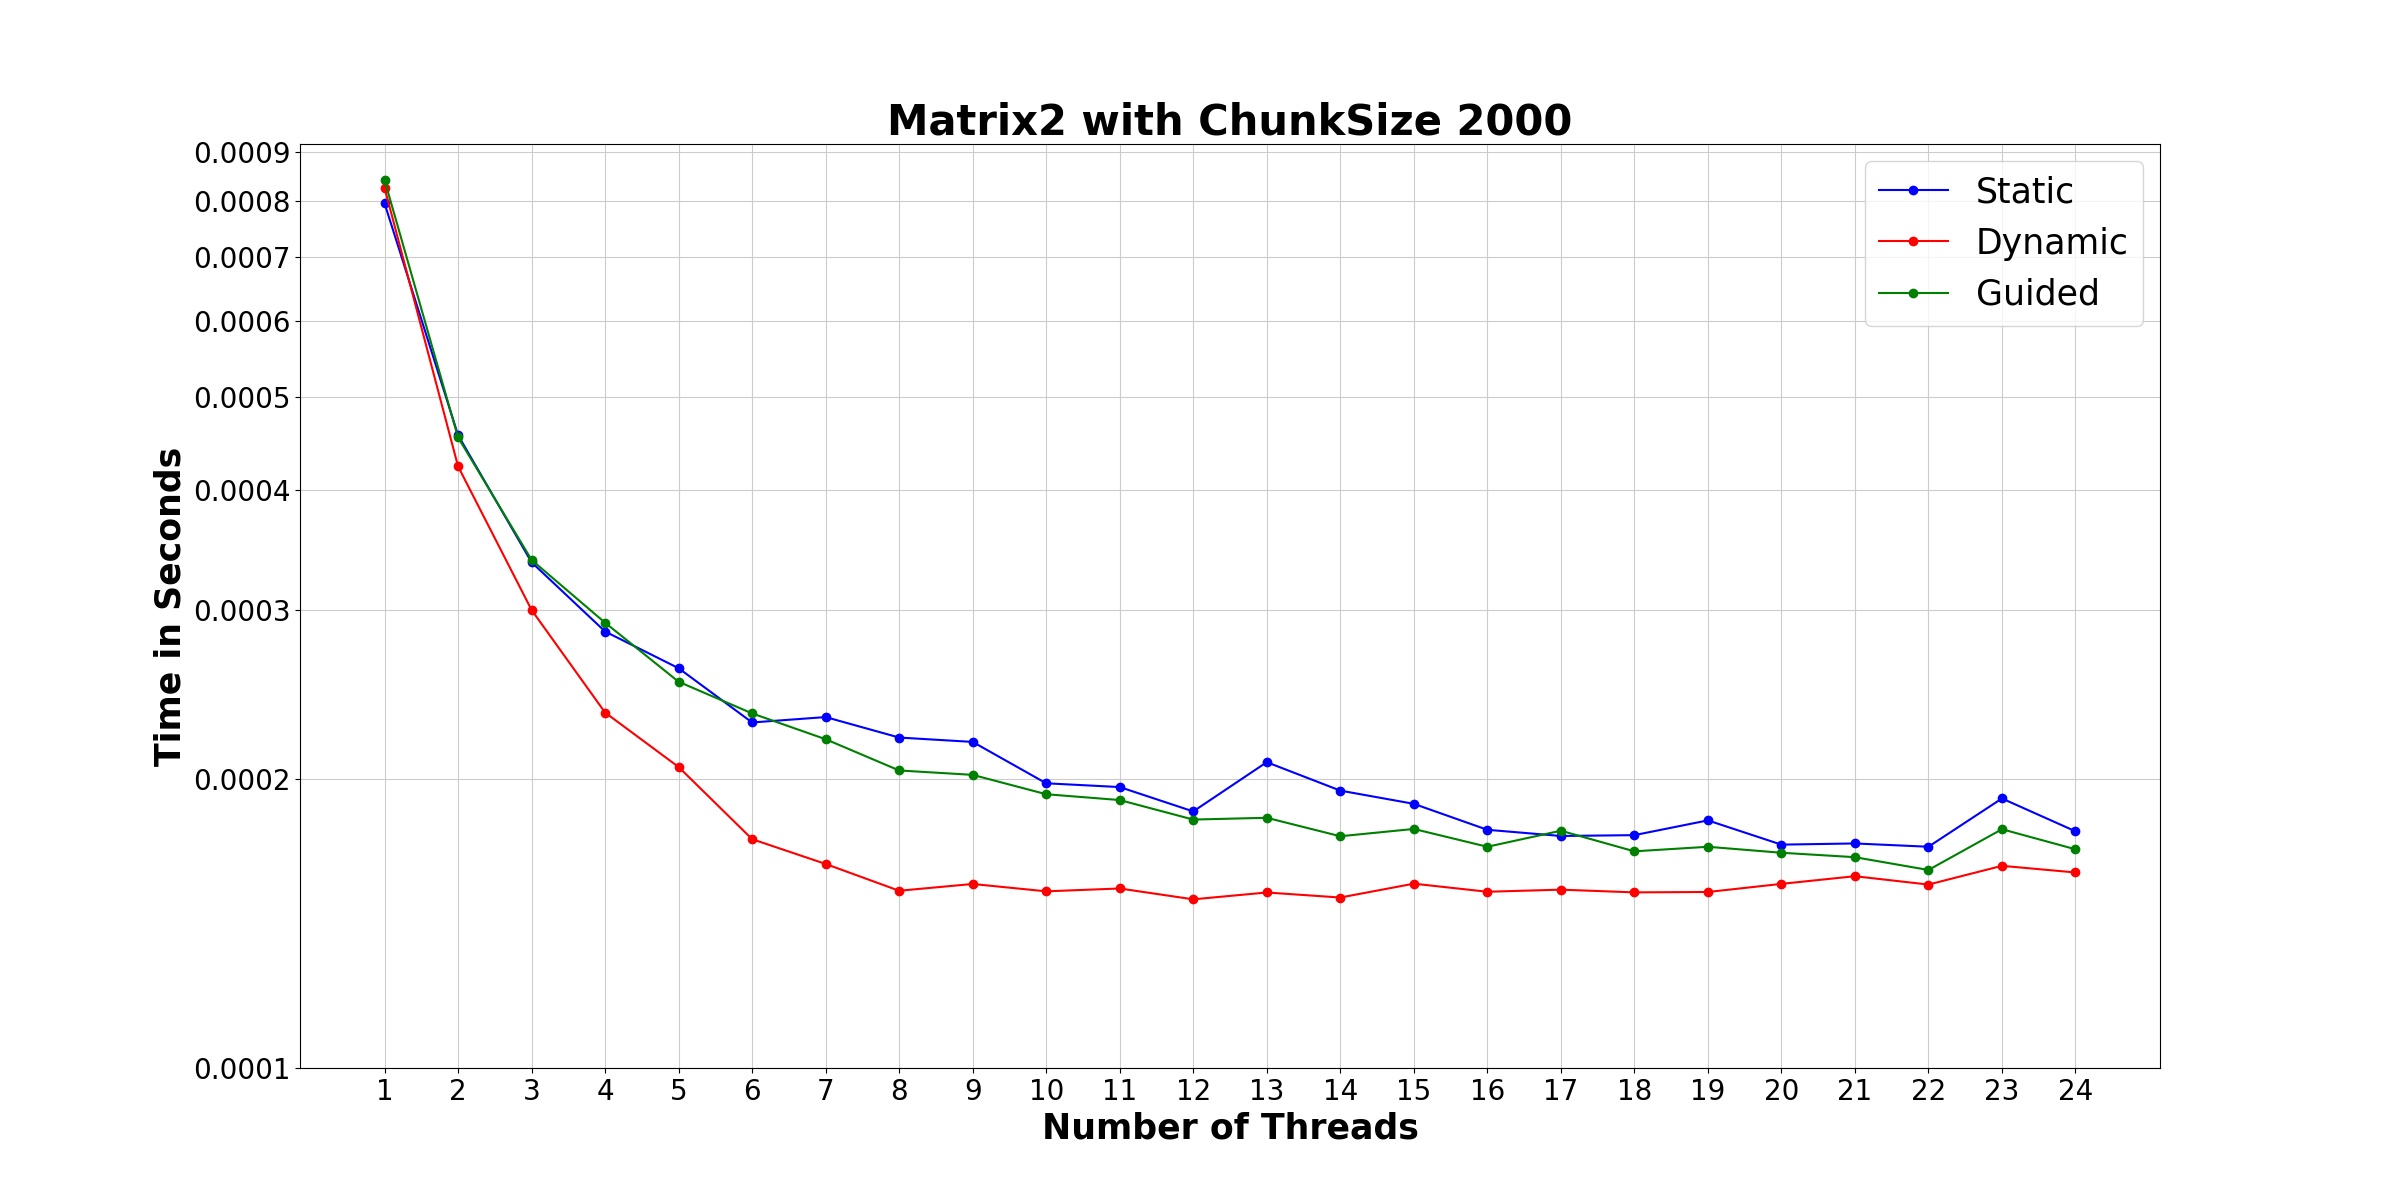 Matrix2 with ChunkSize 2000
0.0009
0.0008
0.0007
0.0006
0.0005
0.0004
0.0003
0.0002
0.0001
Time in Seconds
Static
Dynamic
Guided
1 2 3 4 5 6 7 8 9 10 11 12 13 14 15 16 17 18 19 20 21 22 23 24
Number of Threads